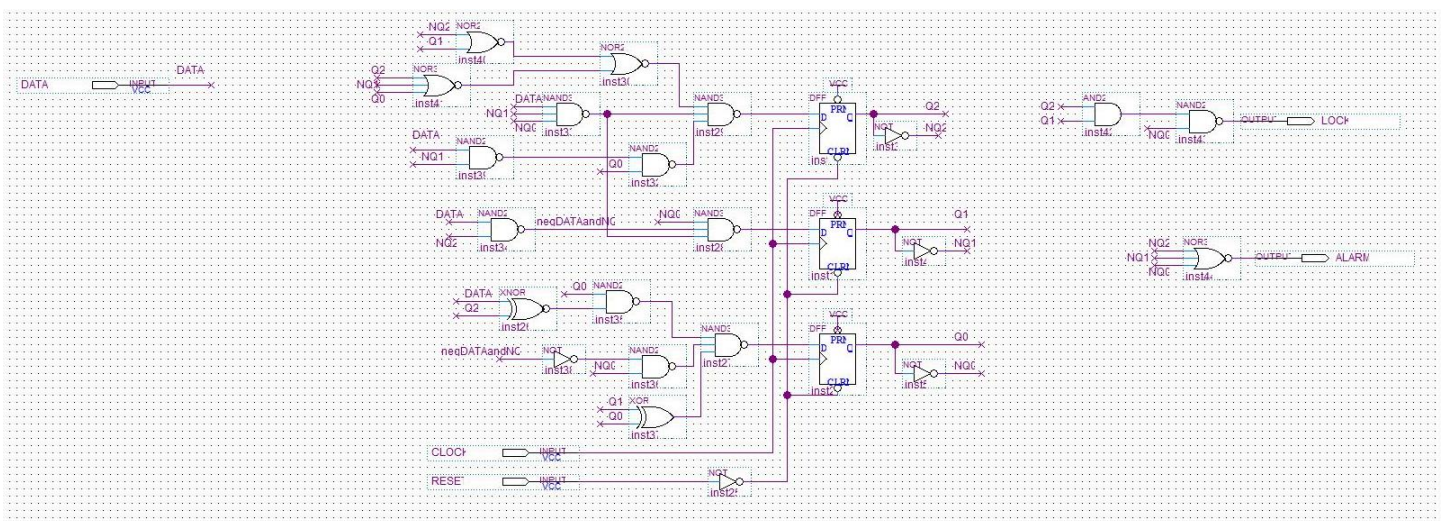 NQ2 NOR2
Q1
inst4(
NOR2
inst3(
DATA
DATA INPUT
VCC
Q2 NOR3
NQ1
Q0
inst4
DATA NAND3
NQ1
NQ0
inst3
NAND3
inst2
VCC
DFF
PRN
D Q
CLRN
ins
Q2
NOT
NQ2
inst
Q2 AND2
Q1
inst4
NAND2
NQ0
inst4
OUTPUT LOCK
DATA NAND2
NQ1
inst3
NAND2
Q0
inst3
DATA NAND2
NQ2
inst3
negDATAandNC
NQ0 NAND3
inst2
VCC
DFF
PRN
D Q
CLRN
inst
Q1
NOT
NQ1
inst
NQ2 NOR3
NQ1
NQ0
inst4
OUTPUT ALARM
DATA XNOR
Q2
inst2
Q0 NAND2
inst3
negDATAandNC
NOT
inst3
NAND2
NQ0
inst3
NAND3
inst2
Q1 XOR
Q0
inst3
VCC
DFF
PRN
D Q
CLRN
inst2
Q0
NOT
NQ0
inst
CLOCK INPUT
VCC
RESET INPUT
VCC
NOT
inst2